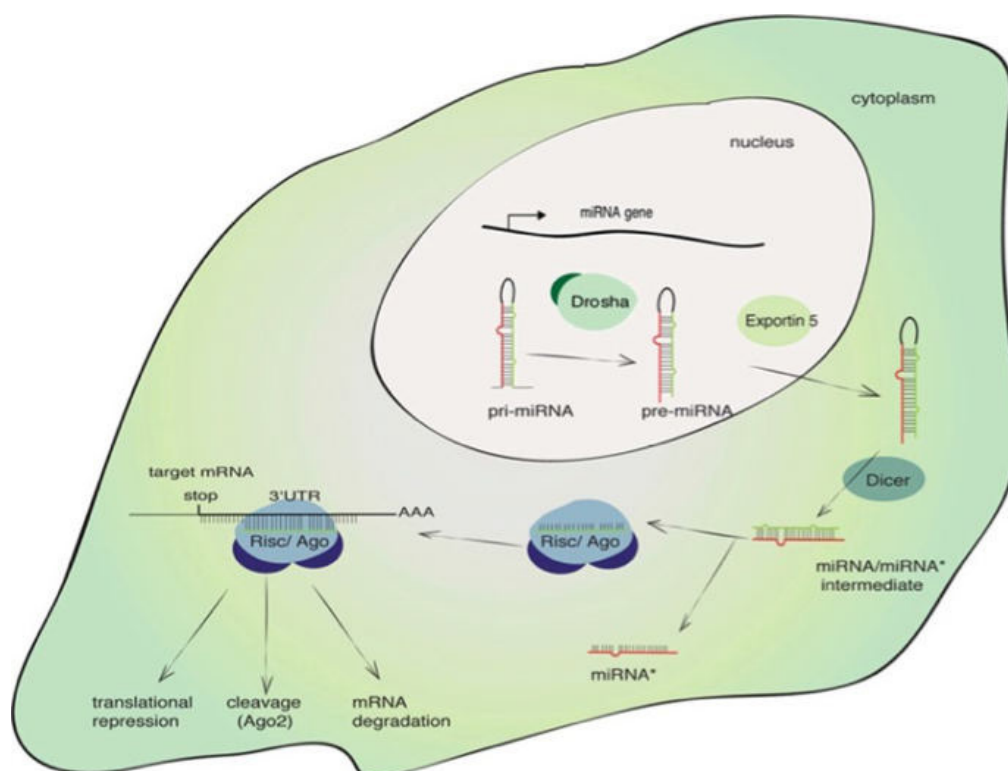 cytoplasm
nucleus
miRNA gene
Drosha
Exportin 5
pri-miRNA
pre-miRNA
Dicer
target mRNA
stop
3'UTR
AAA
Risc/ Ago
Risc/ Ago
miRNA/miRNA*
intermediate
miRNA*
translational
repression
cleavage
(Ago2)
mRNA
degradation